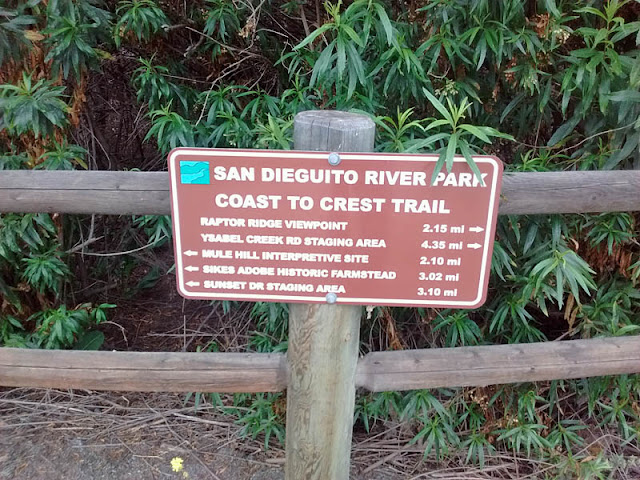 SAN DIEGUITO RIVER PARK
COAST TO CREST TRAIL
RAPTOR RIDGE VIEWPOINT 2.15 mi →
YSABEL CREEK RD STAGING AREA 4.35 mi →
← MULE HILL INTERPRETIVE SITE 2.10 mi
← SIKES ADOBE HISTORIC FARMSTEAD 3.02 mi
← SUNSET DR STAGING AREA 3.10 mi